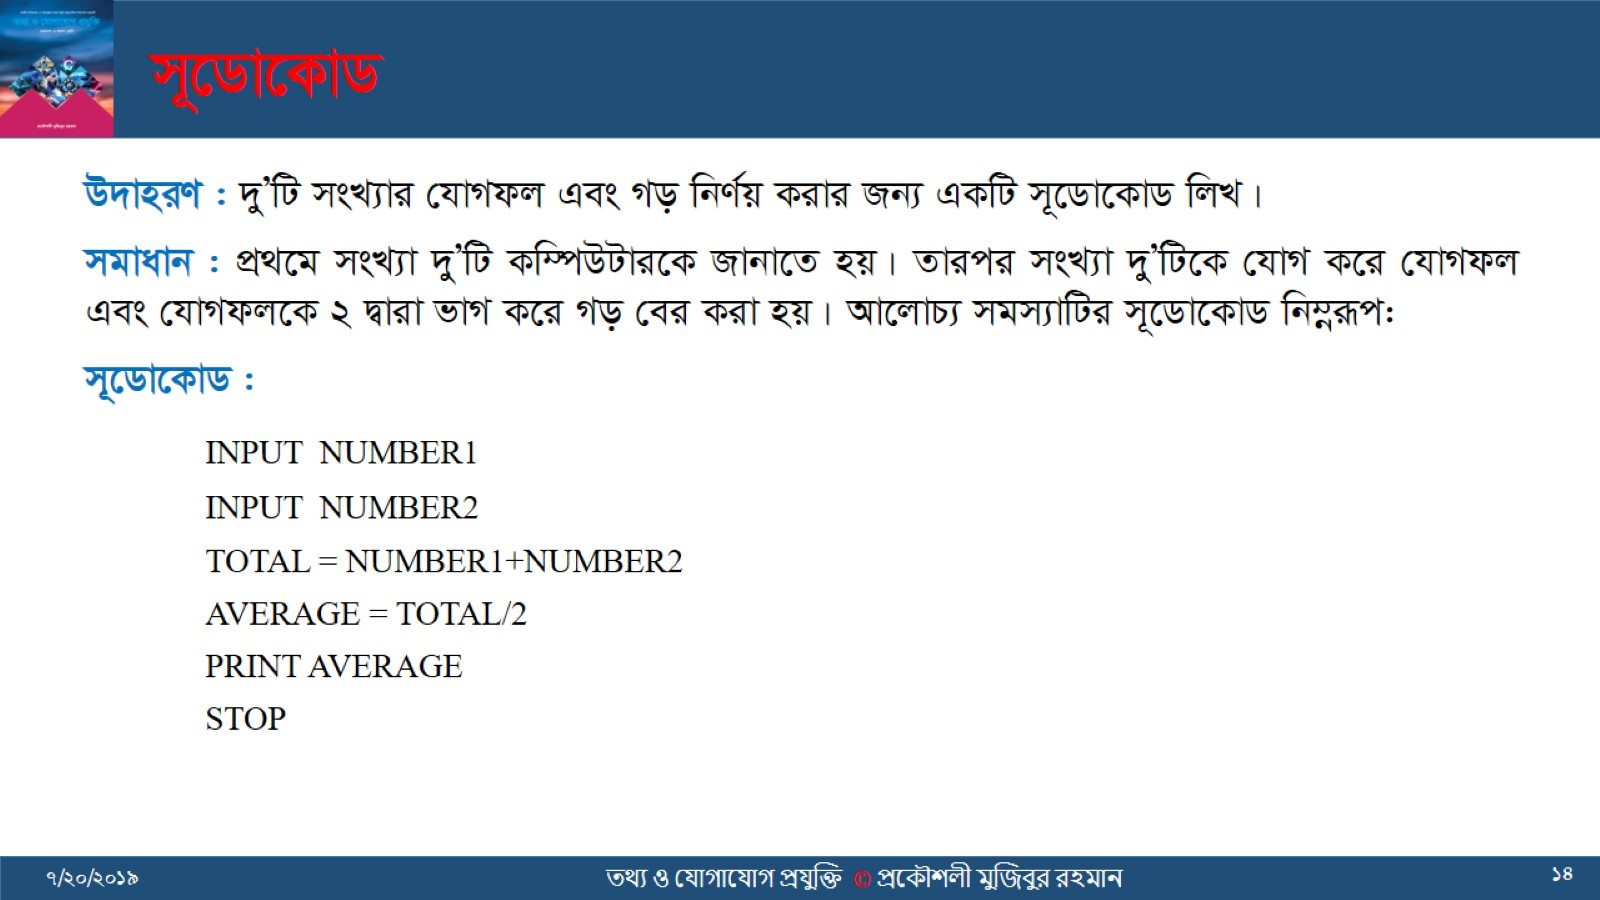 তথ্য ও যোগাযোগ প্রযুক্তি
সূডোকোড
উদাহরণ : দু’টি সংখ্যার যোগফল এবং গড় নির্ণয় করার জন্য একটি সূডোকোড লিখ।
সমাধান : প্রথমে সংখ্যা দু’টি কম্পিউটারকে জানাতে হয়। তারপর সংখ্যা দু’টিকে যোগ করে যোগফল
এবং যোগফলকে ২ দ্বারা ভাগ করে গড় বের করা হয়। আলোচ্য সমস্যাটির সূডোকোড নিম্নরূপ:
সূডোকোড :
INPUT NUMBER1
INPUT NUMBER2
TOTAL = NUMBER1+NUMBER2
AVERAGE = TOTAL/2
PRINT AVERAGE
STOP
৭/২০/২০১৯
তথ্য ও যোগাযোগ প্রযুক্তি © প্রকৌশলী মুজিবুর রহমান
১৪